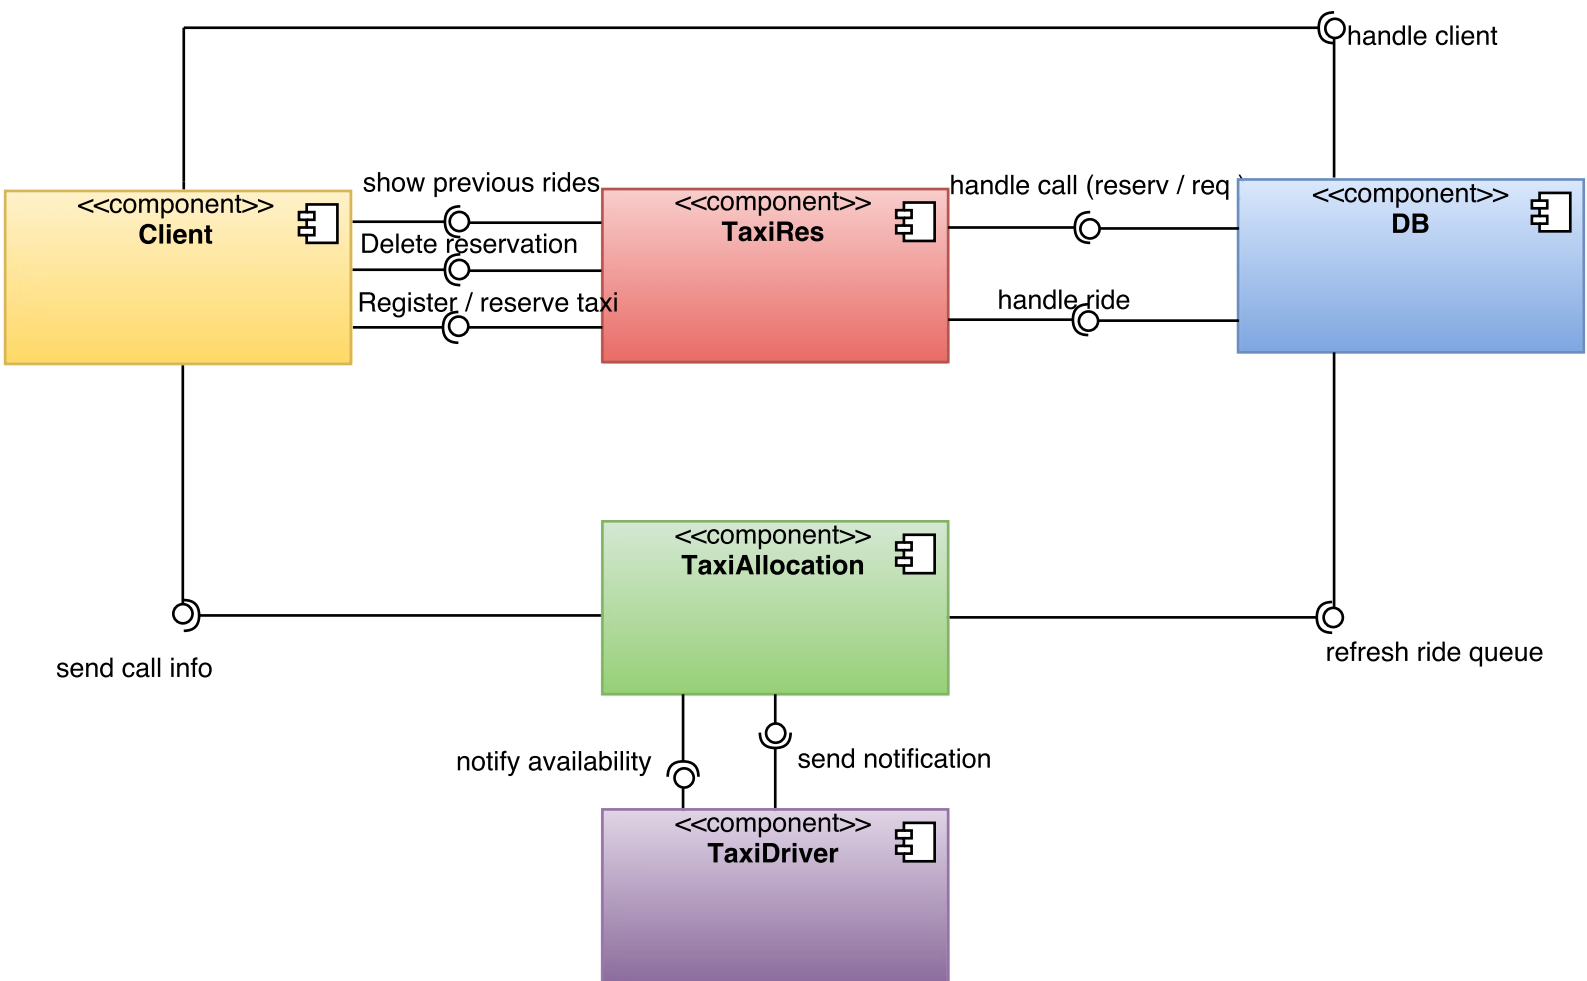 handle client
show previous rides
handle call (reserv / req )
<<component>>
Client
<<component>>
TaxiRes
<<component>>
DB
Delete reservation
Register / reserve taxi
handle ride
<<component>>
TaxiAllocation
send call info
refresh ride queue
notify availability
send notification
<<component>>
TaxiDriver